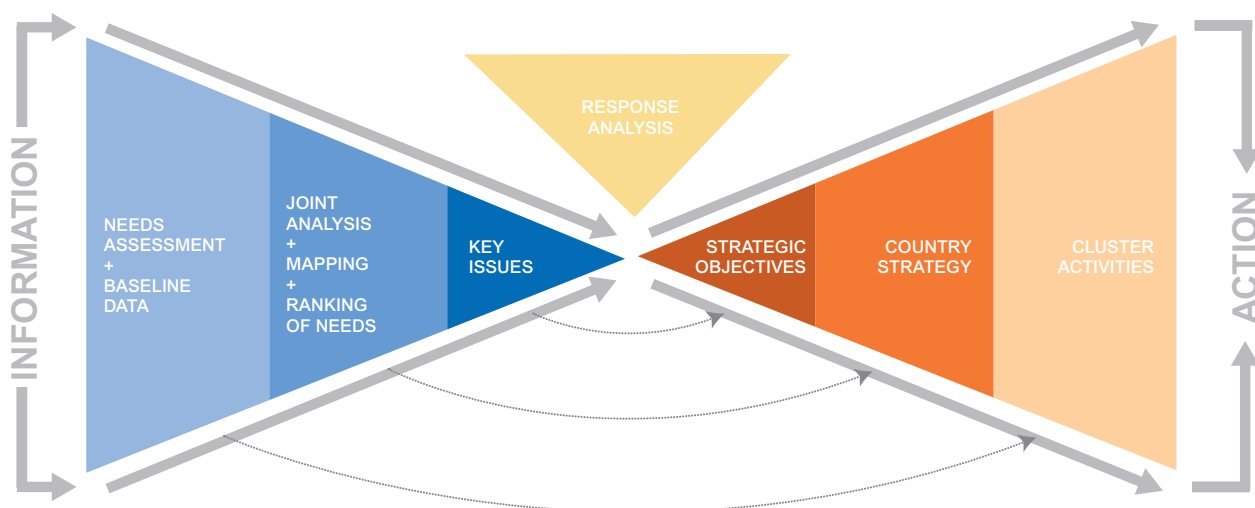 INFORMATION
NEEDS
ASSESSMENT
+
BASELINE
DATA
JOINT
ANALYSIS
+
MAPPING
+
RANKING
OF NEEDS
KEY
ISSUES
RESPONSE
ANALYSIS
STRATEGIC
OBJECTIVES
COUNTRY
STRATEGY
CLUSTER
ACTIVITIES
ACTION